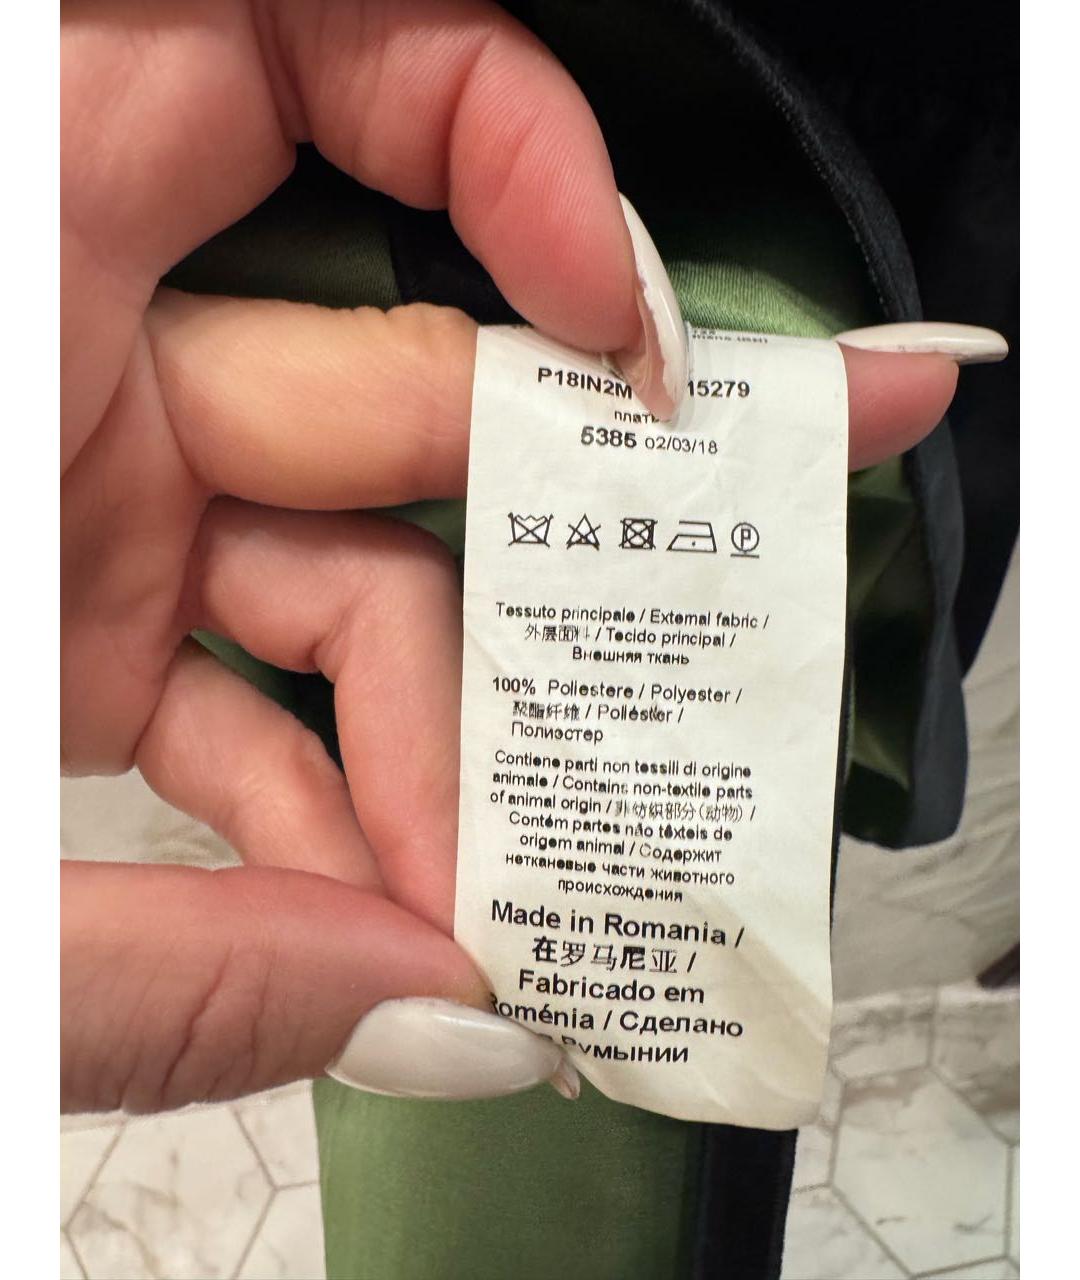 P18IN2M 15279
5385 02/03/18
P
Tessuto principale / External fabric /
外层面料 / Tecido principal /
Внешняя ткань
100% Poliestere / Polyester /
聚酯纤维 / Poliéster /
Полиэстер
Contiene parti non tessili di origine
animale / Contains non-textile parts
of animal origin / 非纺织部分(动物) /
Contém partes não têxteis de
origem animal / Содержит
неткановые части животного
происхождения
Made in Romania /
在罗马尼亚 /
Fabricado em
Roménia / Сделано
Румынии